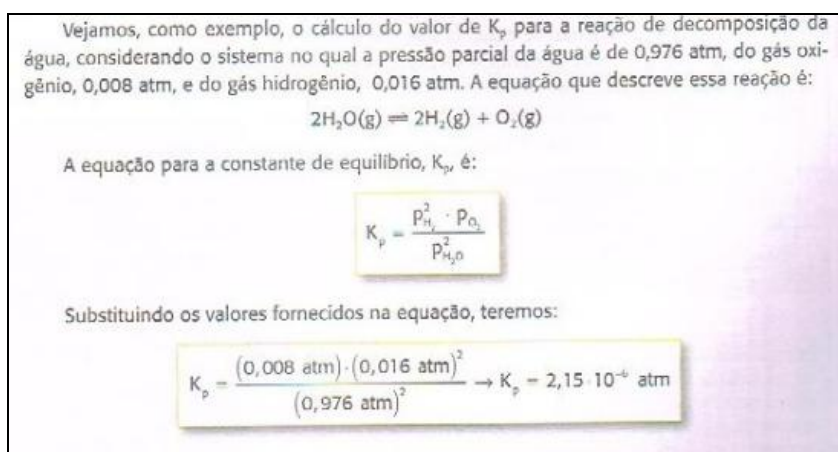 Vejamos, como exemplo, o cálculo do valor de Kₚ para a reação de decomposição da
água, considerando o sistema no qual a pressão parcial da água é de 0,976 atm, do gás oxi-
gênio, 0,008 atm, e do gás hidrogênio, 0,016 atm. A equação que descreve essa reação é:
2H₂O(g) ⇌ 2H₂(g) + O₂(g)
A equação para a constante de equilíbrio, Kₚ, é:
Kₚ = (P²H₂ · PO₂) / P²H₂O
Substituindo os valores fornecidos na equação, teremos:
Kₚ = (0,008 atm)·(0,016 atm)² / (0,976 atm)² → Kₚ = 2,15·10⁻⁶ atm